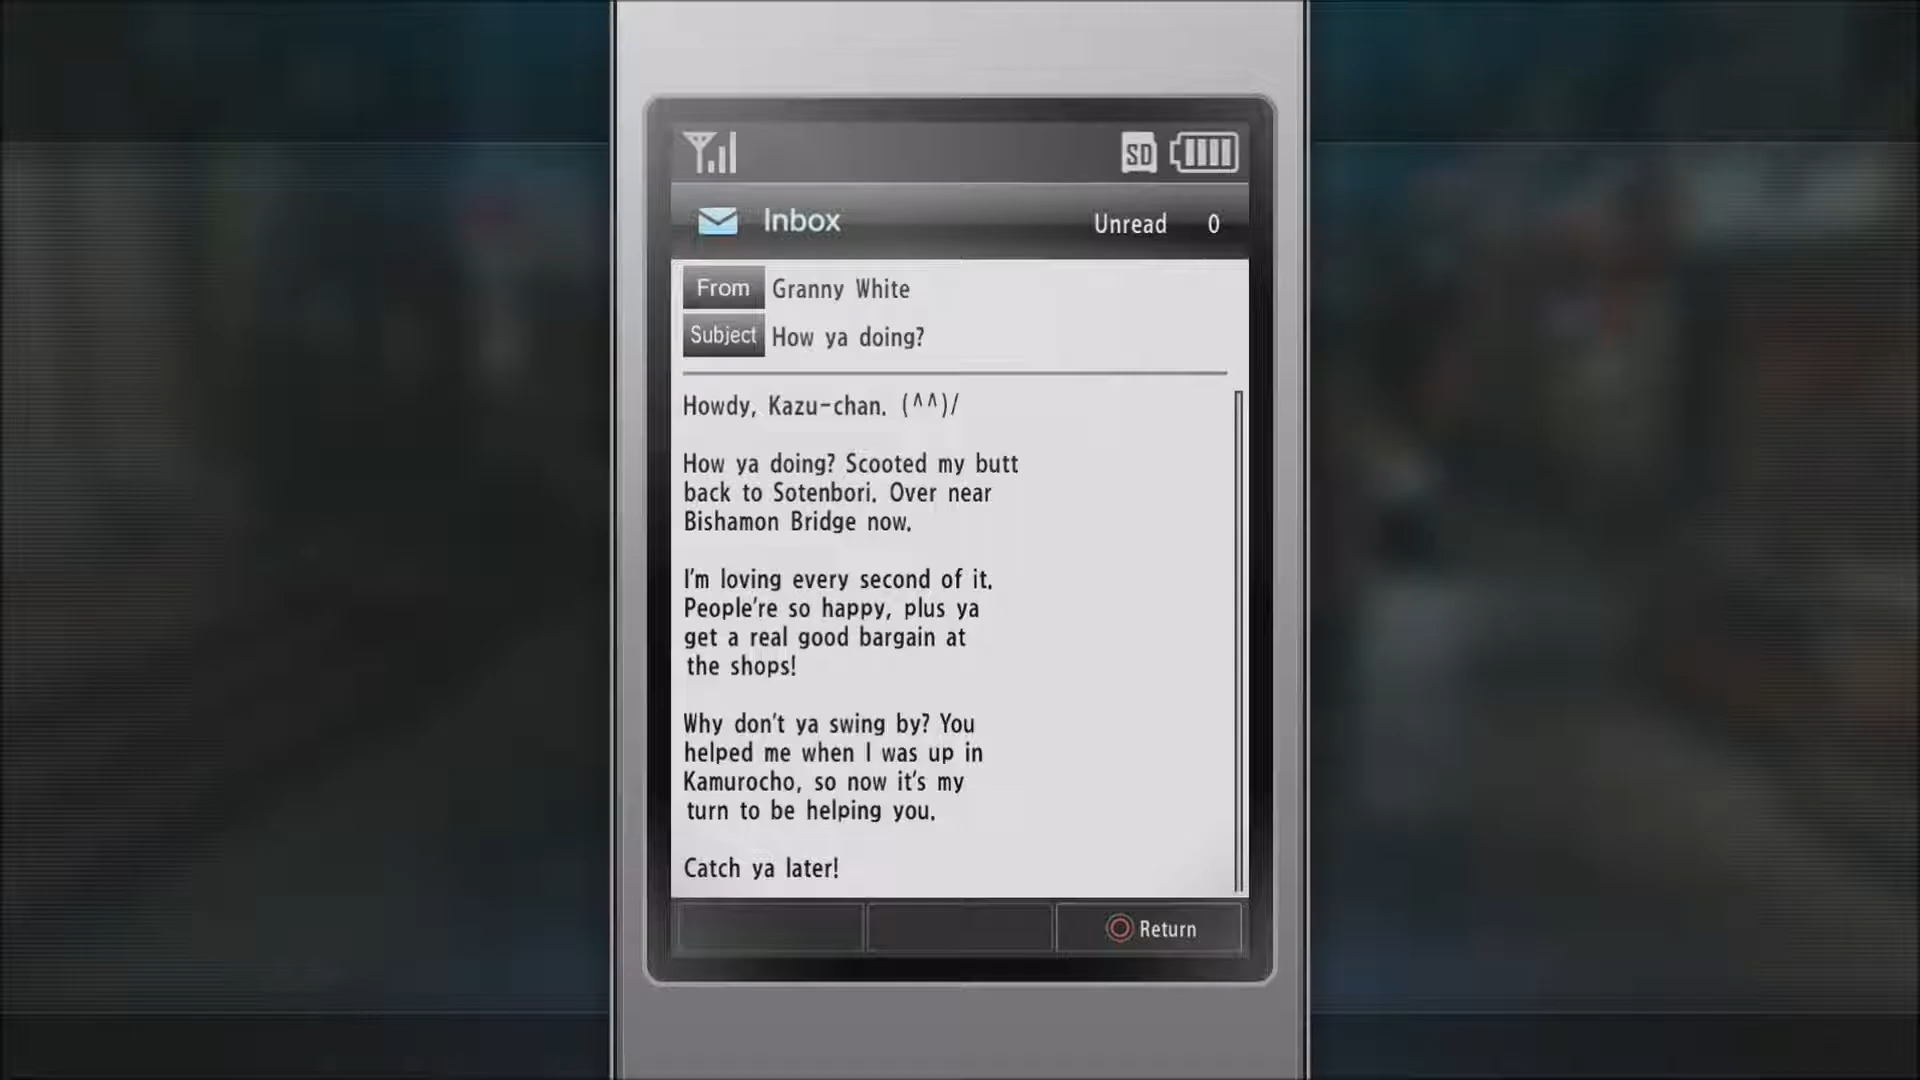 SD
Inbox
Unread 0
From Granny White
Subject How ya doing?
Howdy, Kazu-chan. (^^)/
How ya doing? Scooted my butt
back to Sotenbori. Over near
Bishamon Bridge now.
I'm loving every second of it.
People're so happy, plus ya
get a real good bargain at
the shops!
Why don't ya swing by? You
helped me when I was up in
Kamurocho, so now it's my
turn to be helping you.
Catch ya later!
Return